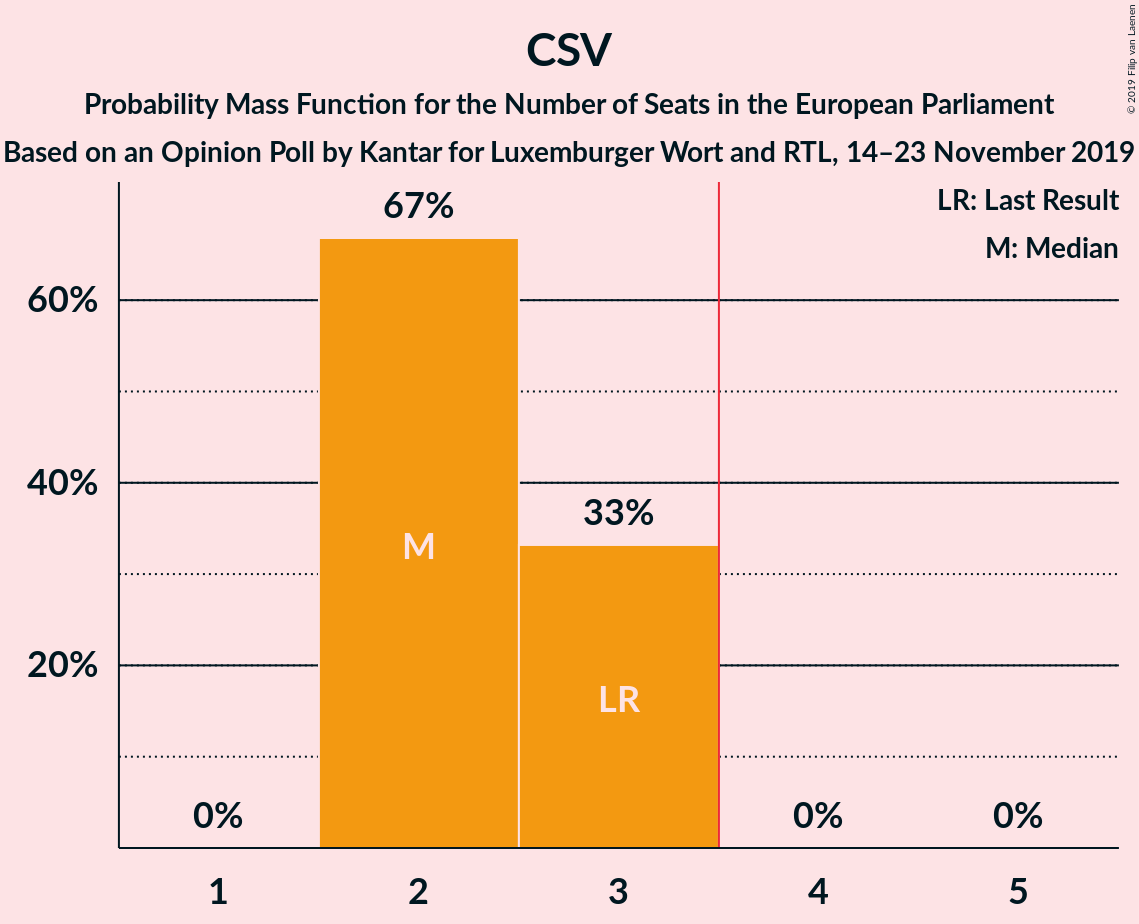 CSV
Probability Mass Function for the Number of Seats in the European Parliament
Based on an Opinion Poll by Kantar for Luxemburger Wort and RTL, 14–23 November 2019
© 2019 Filip van Laenen
LR: Last Result
M: Median
67%
60%
40%
33%
M
20%
LR
0%
0%
0%
1
2
3
4
5